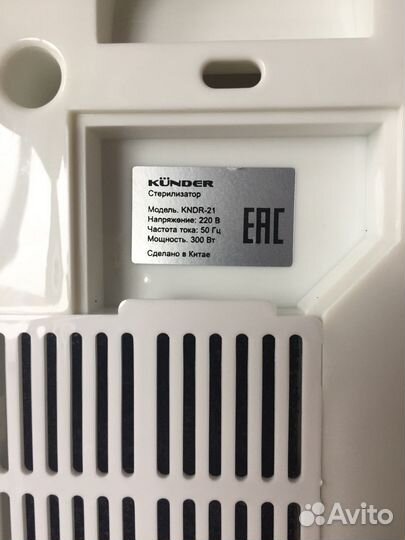 KÜNDER
Стерилизатор
Модель. KNDR-21
Напряжение: 220 В
Частота тока: 50 Гц
Мощность. 300 Вт
Сделано в Китае
EAC
Avito